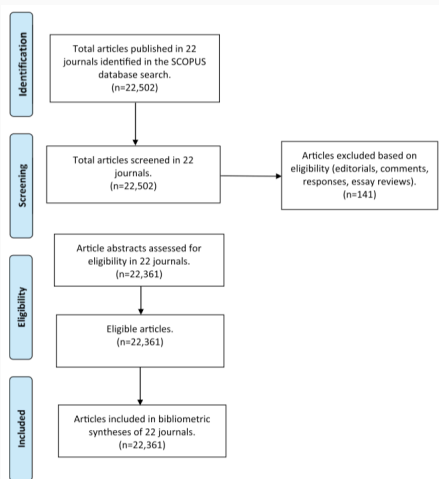 Identification
Total articles published in 22
journals identified in the SCOPUS
database search.
(n=22,502)
Screening
Total articles screened in 22
journals.
(n=22,502)
Articles excluded based on
eligibility (editorials, comments,
responses, essay reviews).
(n=141)
Eligibility
Article abstracts assessed for
eligibility in 22 journals.
(n=22,361)
Eligible articles.
(n=22,361)
Included
Articles included in bibliometric
syntheses of 22 journals.
(n=22,361)